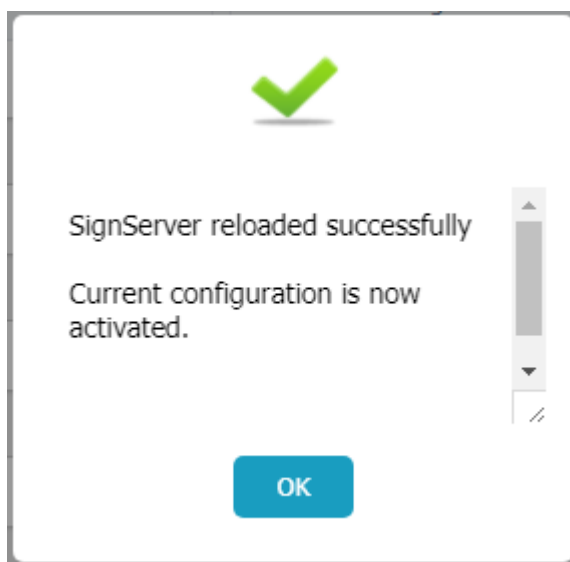 SignServer reloaded successfully
Current configuration is now
activated.
OK